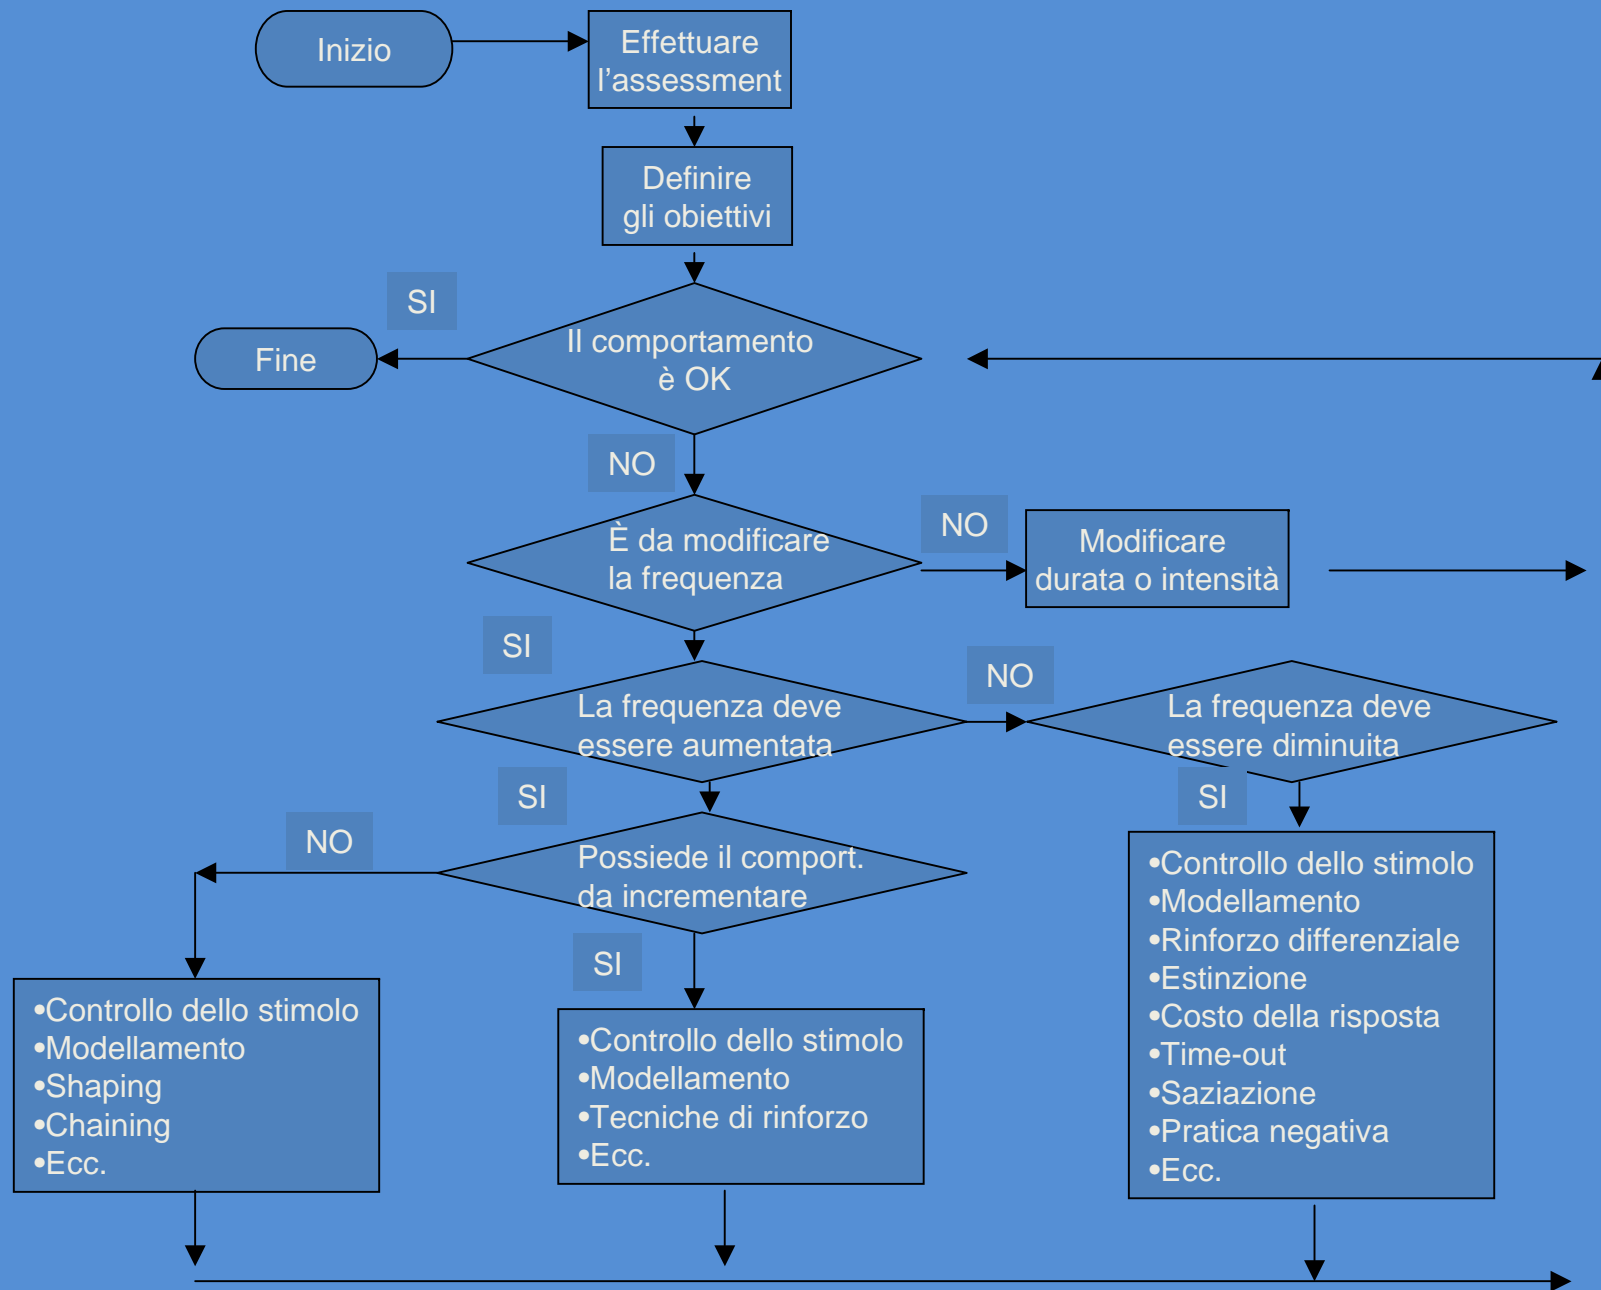 Inizio
Effettuare
l'assessment
Definire
gli obiettivi
SI
Fine
Il comportamento
è OK
NO
È da modificare
la frequenza
NO
Modificare
durata o intensità
SI
La frequenza deve
essere aumentata
NO
La frequenza deve
essere diminuita
SI
SI
NO
Possiede il comport.
da incrementare
SI
•Controllo dello stimolo
•Modellamento
•Shaping
•Chaining
•Ecc.
•Controllo dello stimolo
•Modellamento
•Tecniche di rinforzo
•Ecc.
•Controllo dello stimolo
•Modellamento
•Rinforzo differenziale
•Estinzione
•Costo della risposta
•Time-out
•Saziazione
•Pratica negativa
•Ecc.